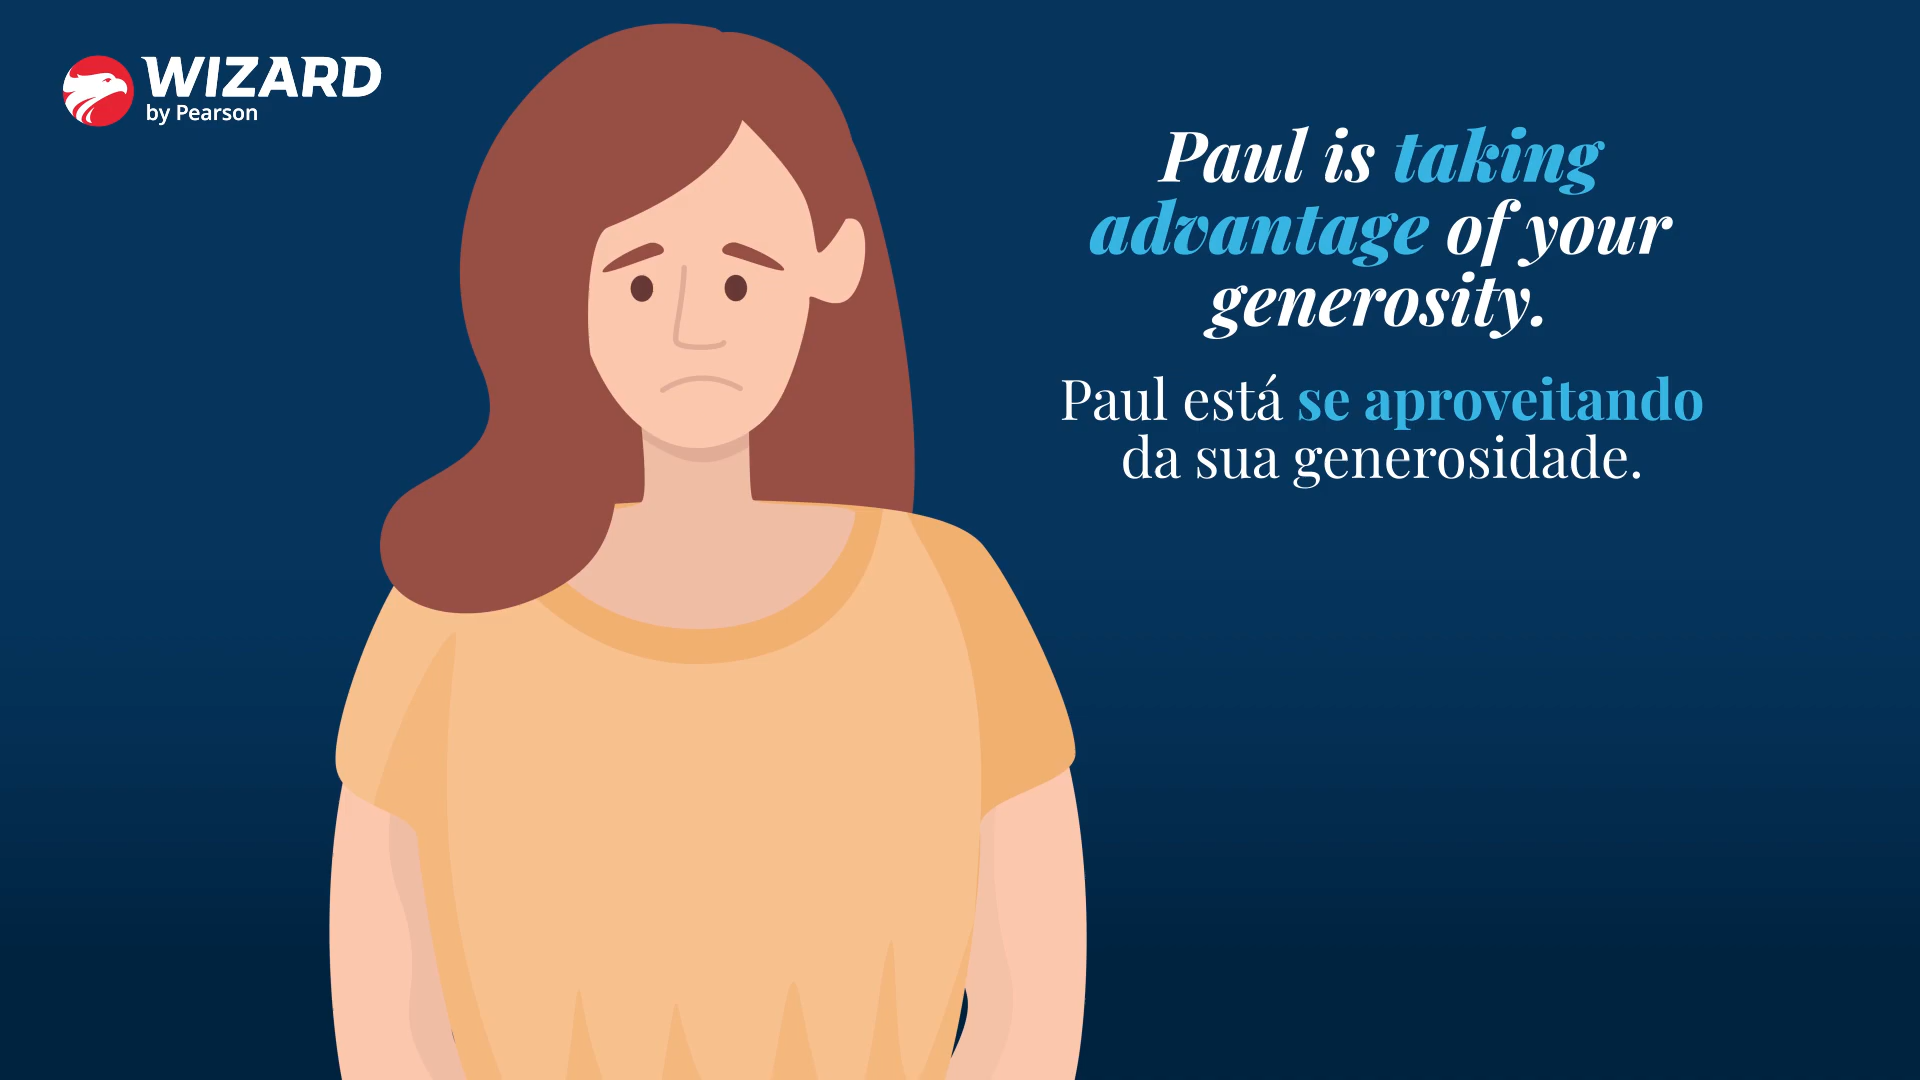 WIZARD
by Pearson
Paul is taking
advantage of your
generosity.
Paul está se aproveitando
da sua generosidade.